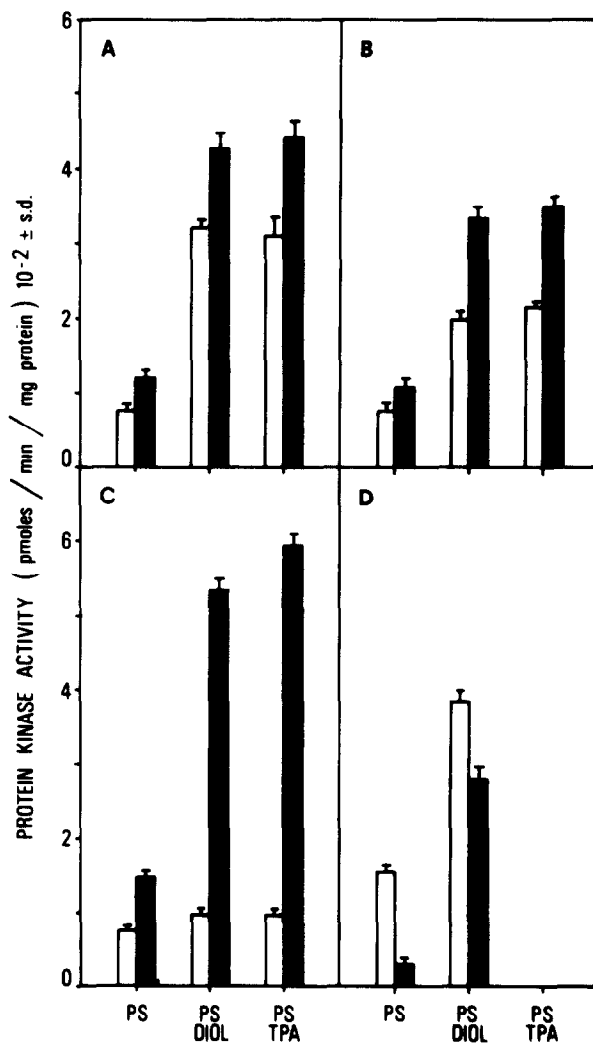 PROTEIN KINASE ACTIVITY ( pmoles / min / mg protein ) 10⁻² ± s.d.
6
4
2
0
A
B
6
4
2
0
C
D
PS
PS
DIOL
PS
TPA
PS
PS
DIOL
PS
TPA